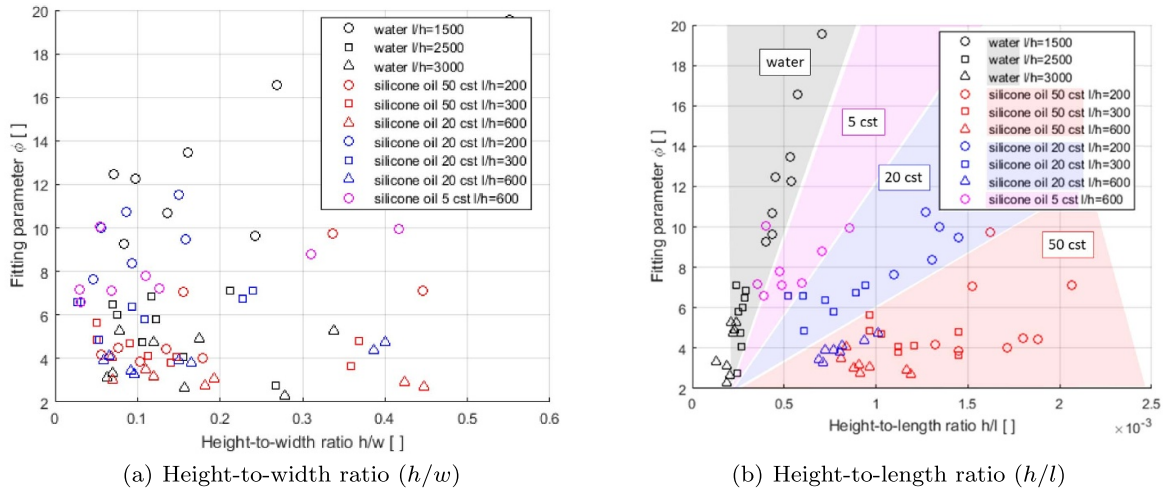 20
18
16
14
12
10
8
6
4
2
Fitting parameter ϕ [ ]
0
0.1
0.2
0.3
0.4
0.5
0.6
Height-to-width ratio h/w [ ]
water l/h=1500
water l/h=2500
water l/h=3000
silicone oil 50 cst l/h=200
silicone oil 50 cst l/h=300
silicone oil 20 cst l/h=600
silicone oil 20 cst l/h=200
silicone oil 20 cst l/h=300
silicone oil 20 cst l/h=600
silicone oil 5 cst l/h=600
(a) Height-to-width ratio (h/w)
20
18
16
14
12
10
8
6
4
2
Fitting parameter ϕ [ ]
0
0.5
1
1.5
2
2.5
×10⁻³
Height-to-length ratio h/l [ ]
water
5 cst
20 cst
50 cst
water l/h=1500
water l/h=2500
water l/h=3000
silicone oil 50 cst l/h=200
silicone oil 50 cst l/h=300
silicone oil 50 cst l/h=600
silicone oil 20 cst l/h=200
silicone oil 20 cst l/h=300
silicone oil 20 cst l/h=600
silicone oil 5 cst l/h=600
(b) Height-to-length ratio (h/l)